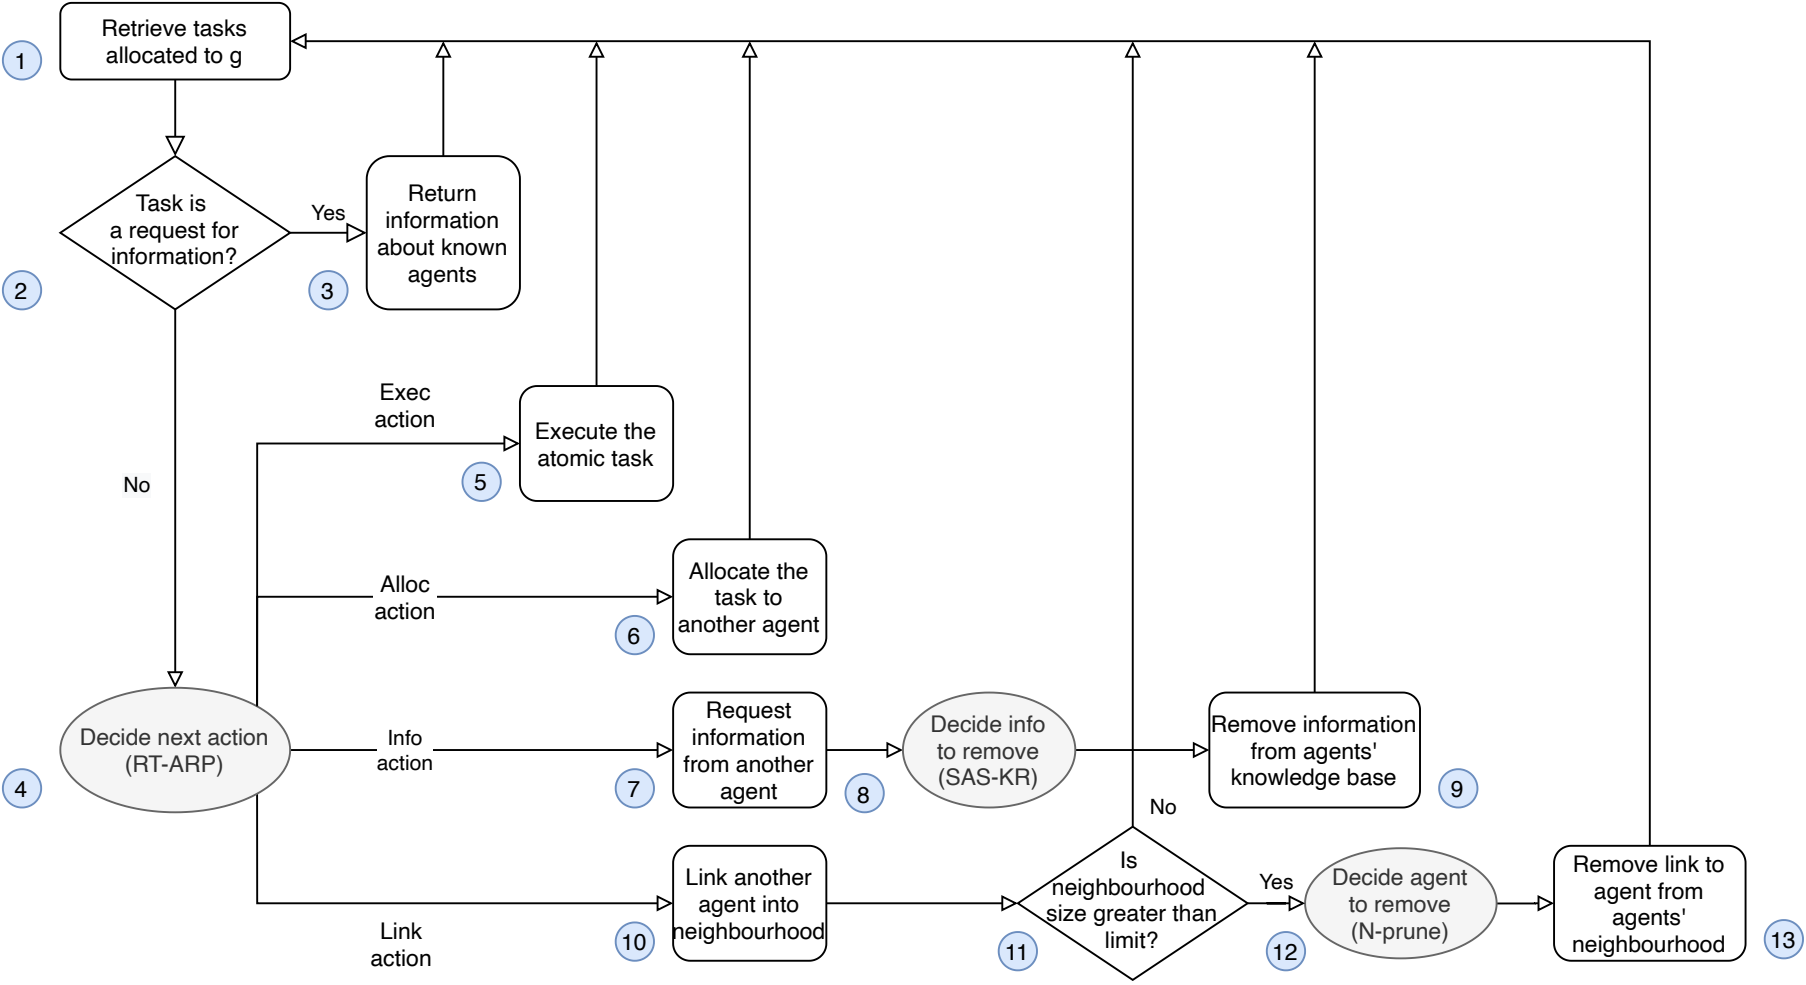 Retrieve tasks
allocated to g
1
Task is
a request for
information?
2
Yes
3
Return
information
about known
agents
No
Exec
action
5
Execute the
atomic task
Alloc
action
6
Allocate the
task to
another agent
Decide next action
(RT-ARP)
4
Info
action
7
Request
information
from another
agent
8
Decide info
to remove
(SAS-KR)
Remove information
from agents'
knowledge base
9
Link
action
10
Link another
agent into
neighbourhood
11
Is
neighbourhood
size greater than
limit?
No
Yes
12
Decide agent
to remove
(N-prune)
Remove link to
agent from
agents'
neighbourhood
13